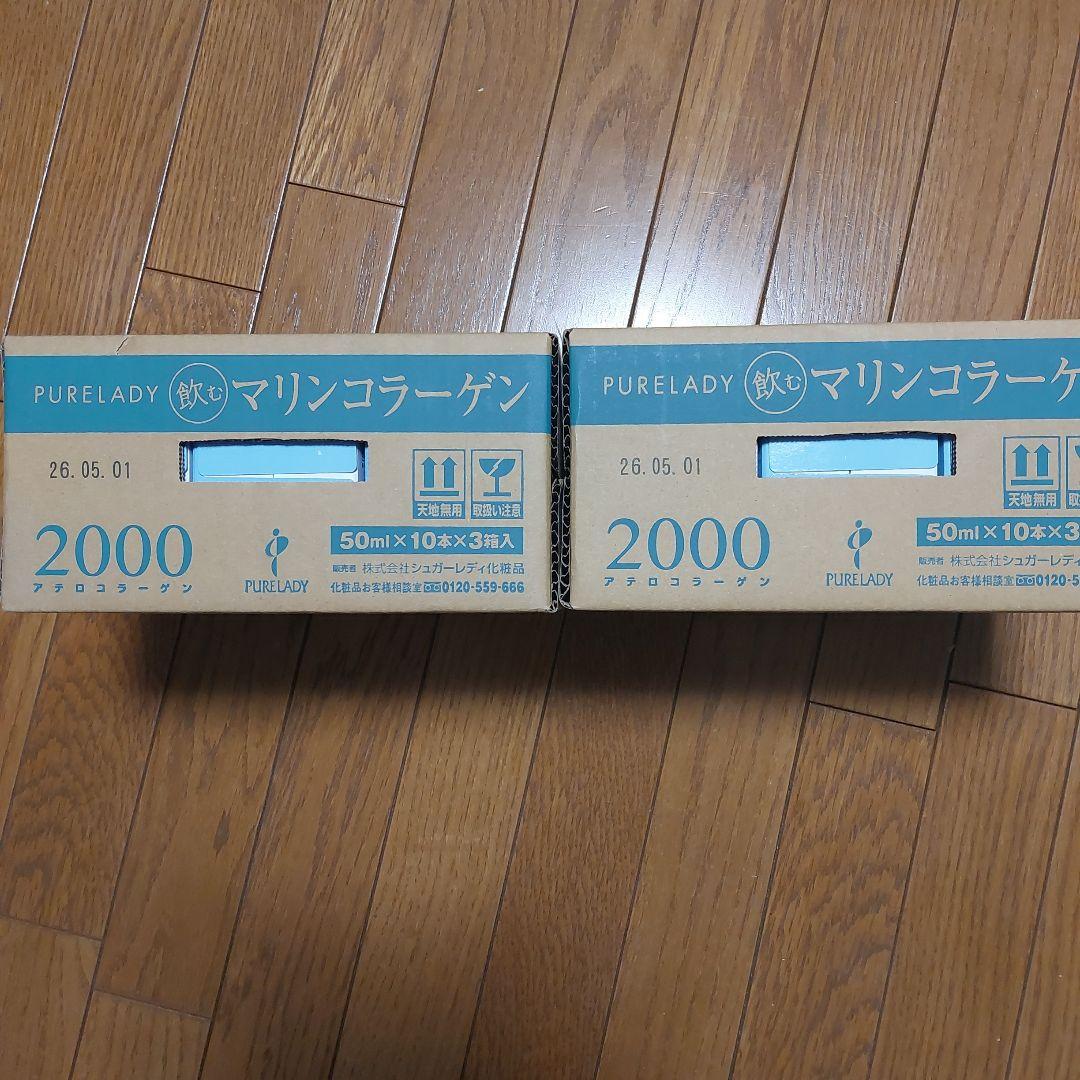 PURELADY 飲む マリンコラーゲン
26.05.01
天地無用 取扱い注意
2000
アテロコラーゲン
PURELADY
50ml×10本×3箱入
販売者 株式会社シュガーレディ化粧品
化粧品お客様相談室 0120-559-666
PURELADY 飲む マリンコラーゲ
26.05.01
天地無用
2000
アテロコラーゲン
PURELADY
50ml×10本×3
販売者 株式会社シュガーレディ
化粧品お客様相談室 0120-5